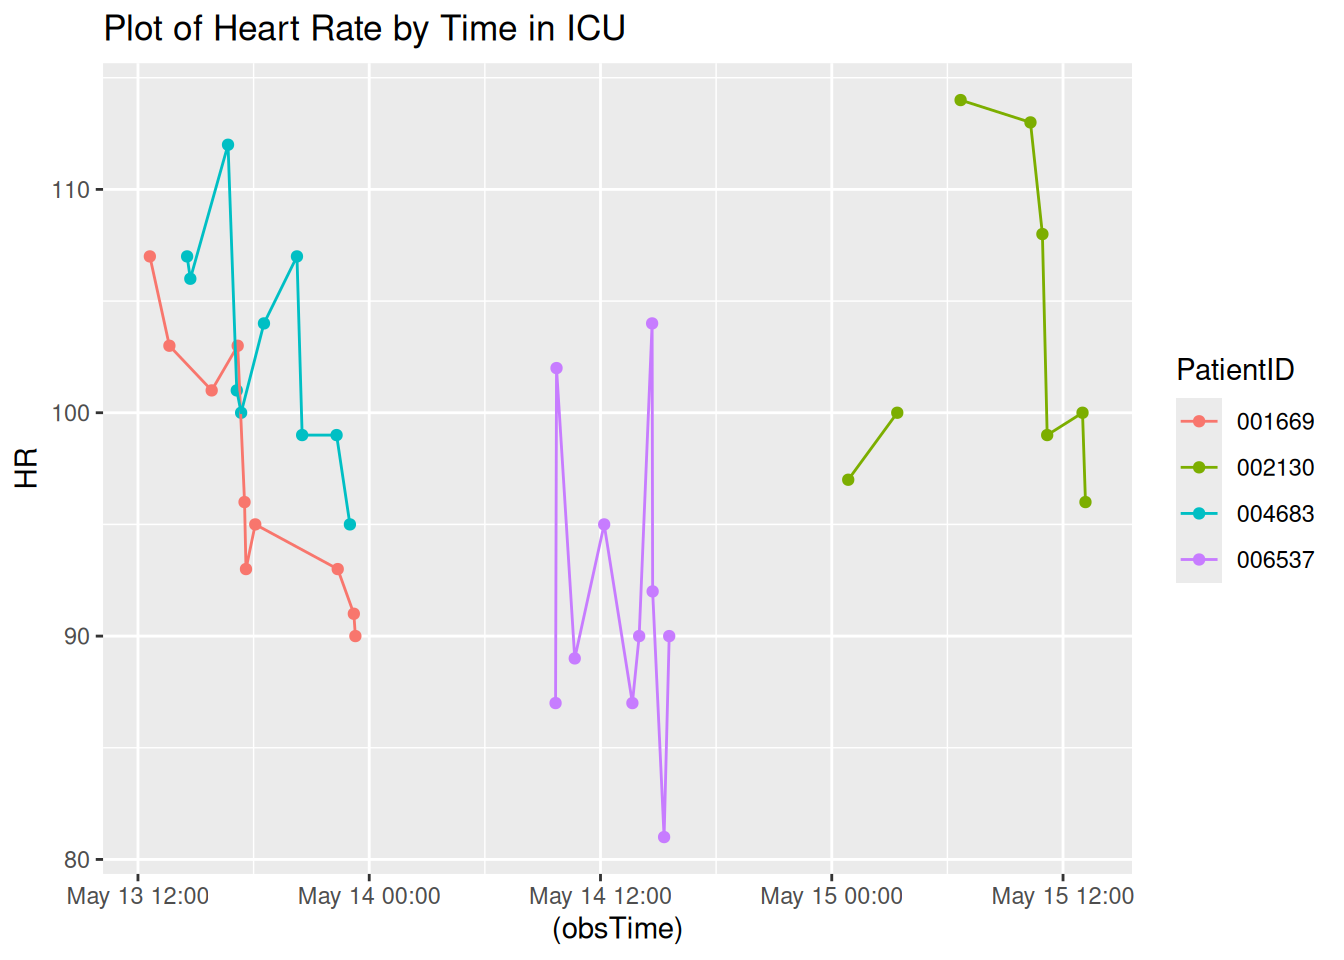 Plot of Heart Rate by Time in ICU
110
100
90
80
HR
May 13 12:00
May 14 00:00
May 14 12:00
May 15 00:00
May 15 12:00
(obsTime)
PatientID
001669
002130
004683
006537